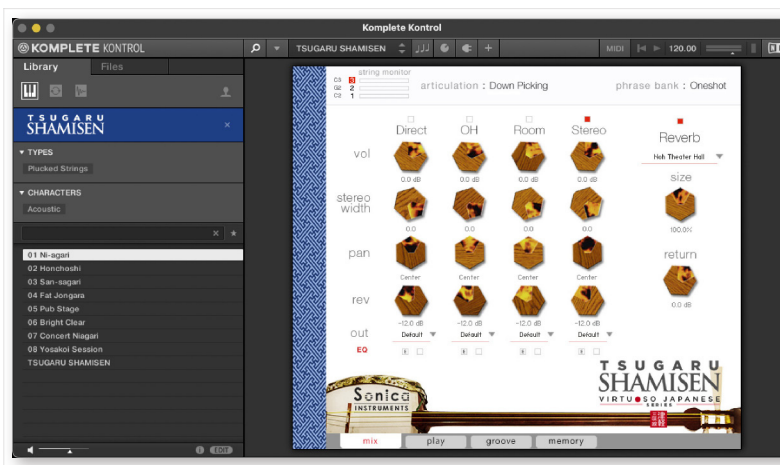 Komplete Kontrol
KOMPLETE KONTROL
TSUGARU SHAMISEN
MIDI
120.00
Library
Files
TSUGARU
SHAMISEN
TYPES
Plucked Strings
CHARACTERS
Acoustic
01 Ni-agari
02 Honchoshi
03 San-sagari
04 Fat Jongara
05 Pub Stage
06 Bright Clear
07 Concert Niagari
08 Yosakoi Session
TSUGARU SHAMISEN
EDIT
string monitor
C3 3
G2 2
C2 1
articulation : Down Picking
phrase bank : Oneshot
Direct OH Room Stereo
Reverb
Noh Theater Hall
vol
0.0 dB 0.0 dB 0.0 dB 0.0 dB
size
100.0%
stereo
width
0.0 0.0 0.0 0.0
pan
Center Center Center Center
return
0.0 dB
rev
-12.0 dB -12.0 dB -12.0 dB -12.0 dB
out
Default Default Default Default
EQ
E E E E
TSUGARU
SHAMISEN
VIRTUOSO JAPANESE
SERIES
Sonica
INSTRUMENTS
mix play groove memory